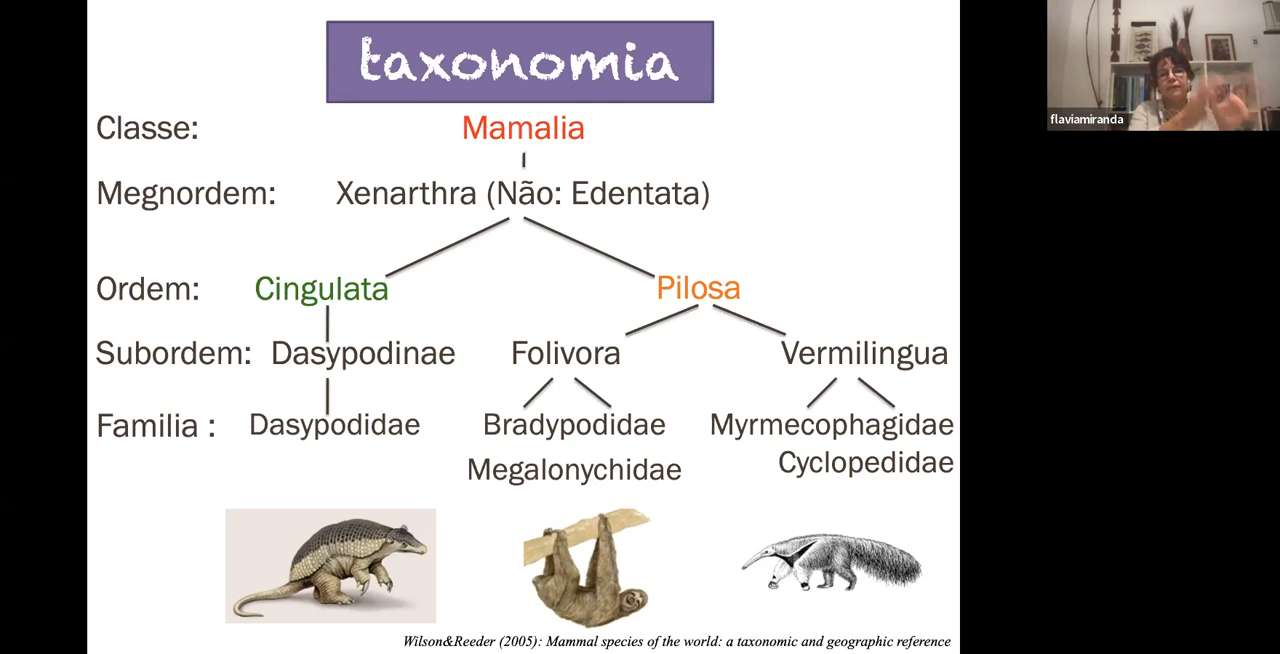 taxonomia
flaviamiranda
Classe: Mamalia
Megnordem: Xenarthra (Não: Edentata)
Ordem: Cingulata Pilosa
Subordem: Dasypodinae Folivora Vermilingua
Familia : Dasypodidae Bradypodidae Myrmecophagidae
Megalonychidae Cyclopedidae
Wilson&Reeder (2005): Mammal species of the world: a taxonomic and geographic reference